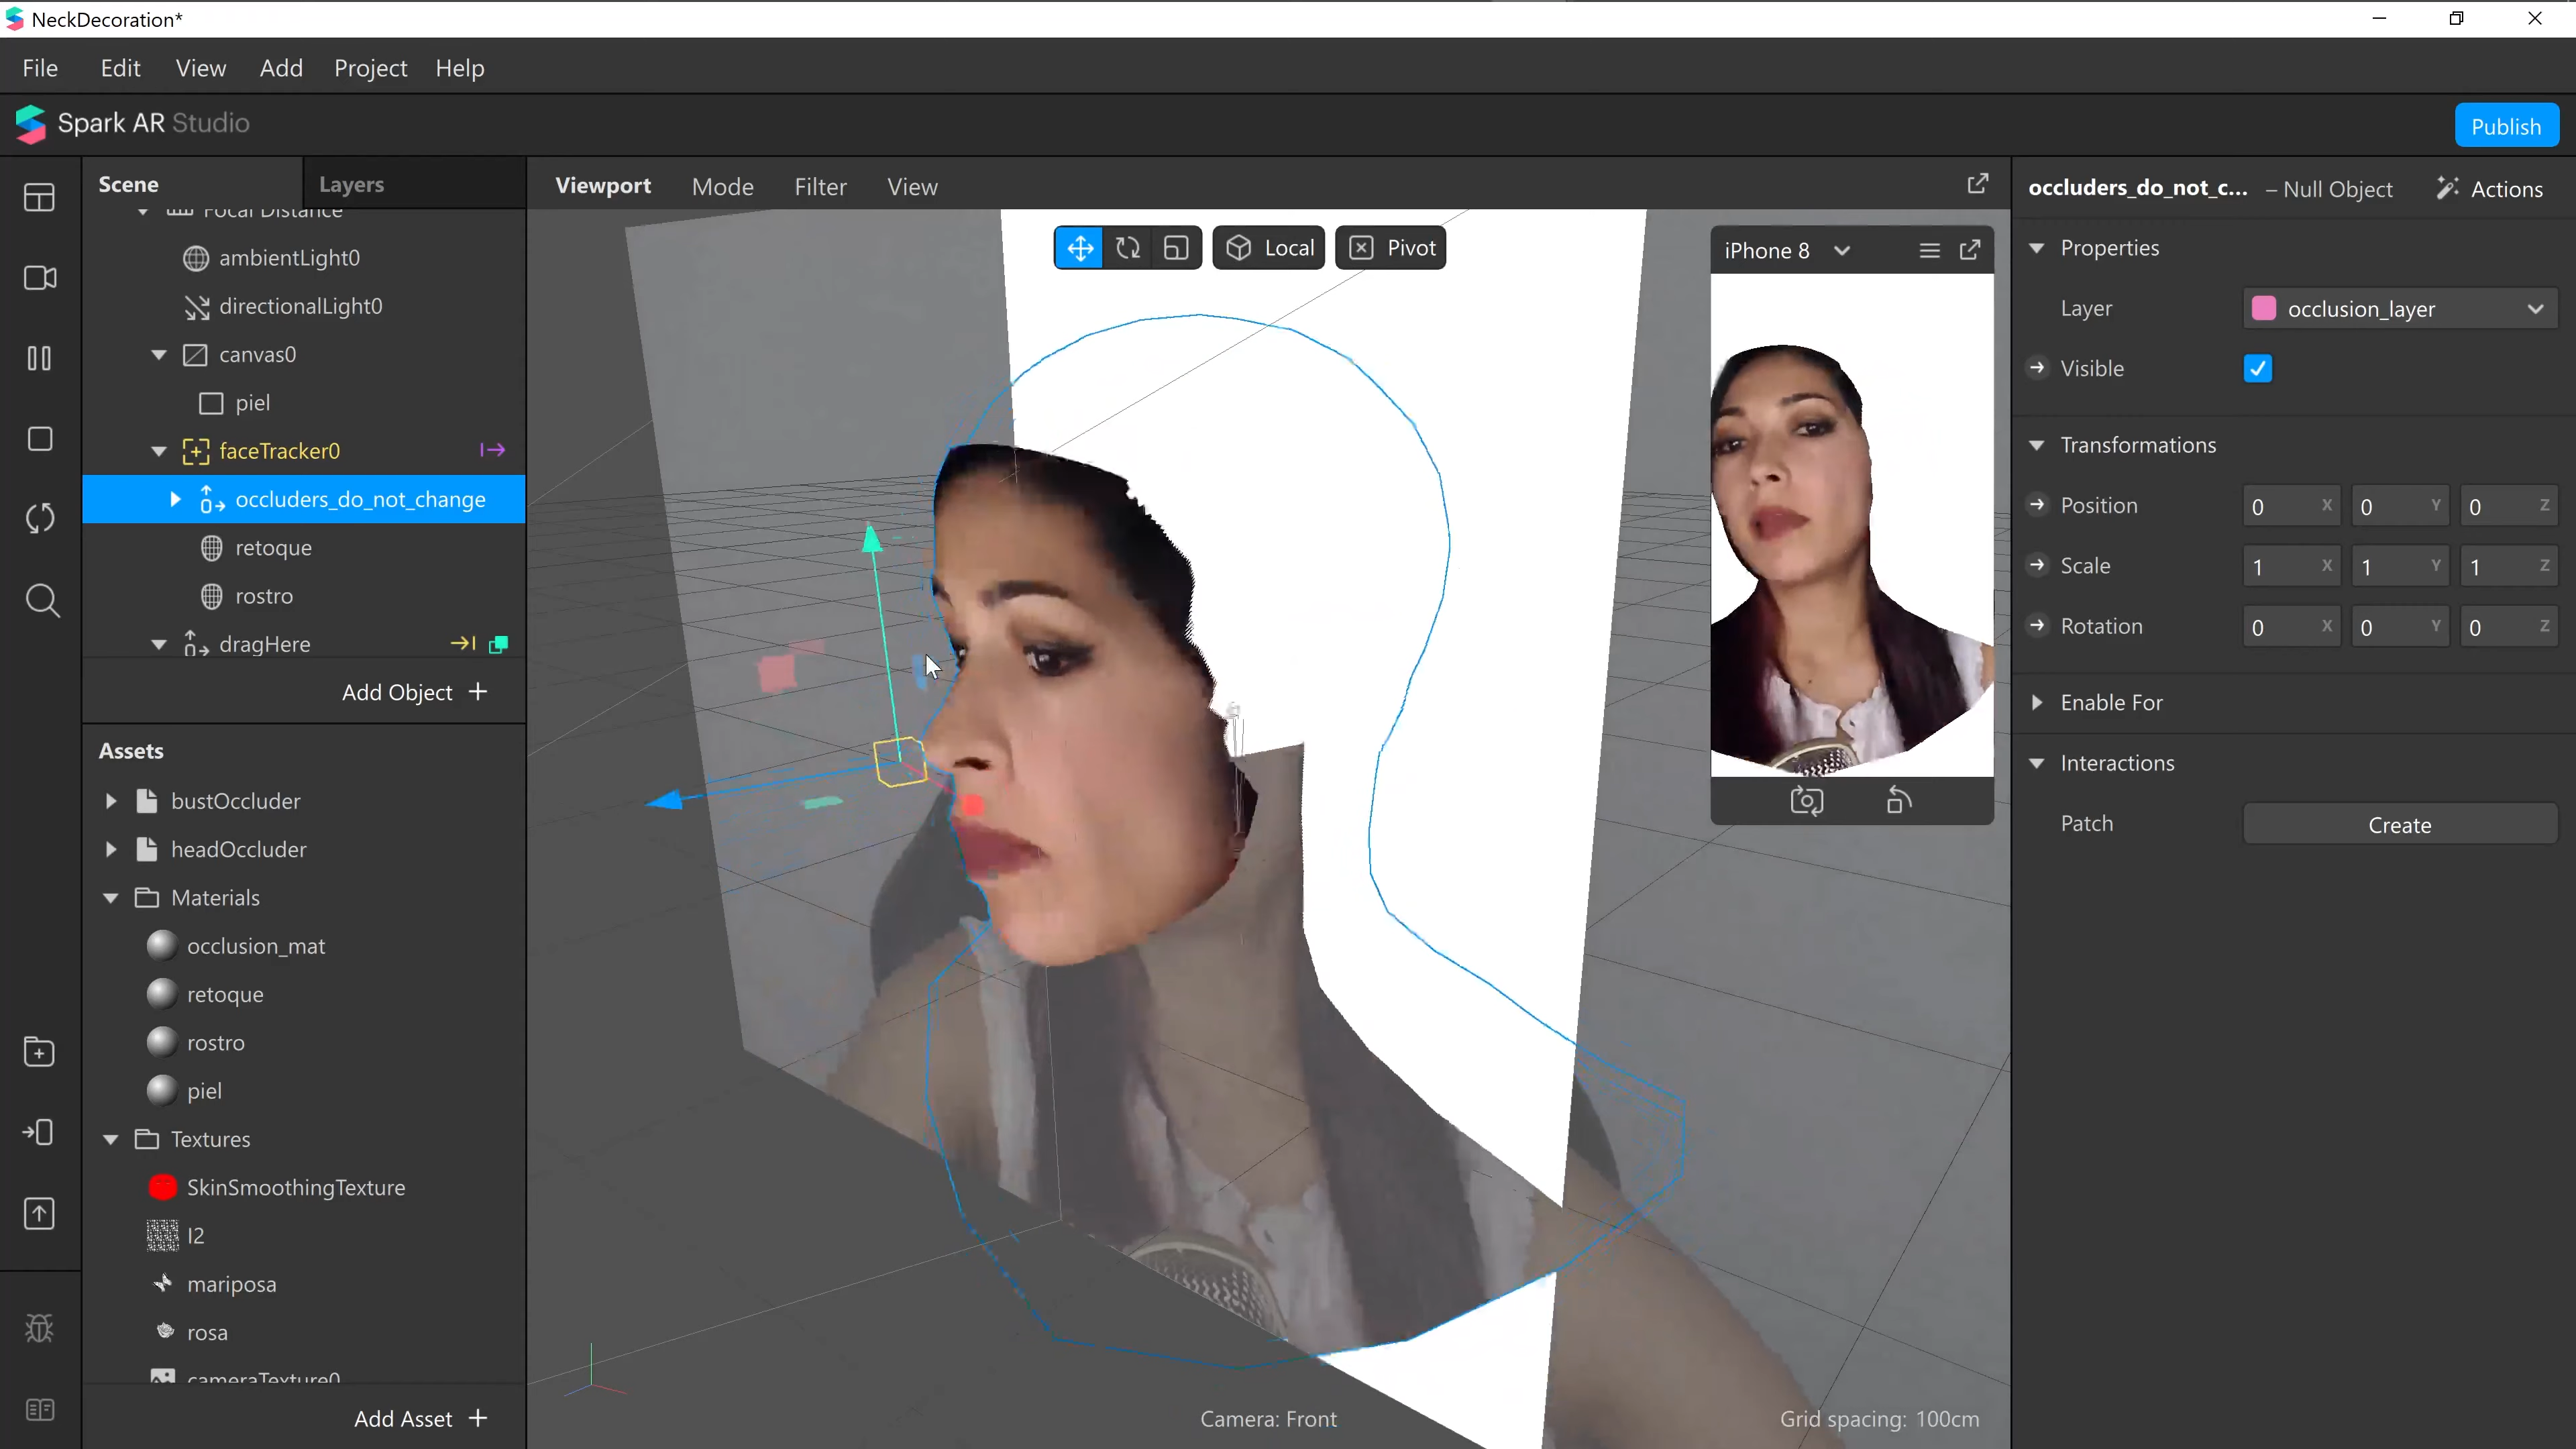 NeckDecoration*
File Edit View Add Project Help
Spark AR Studio
Publish
Scene Layers
Focal Distance
ambientLight0
directionalLight0
canvas0
piel
faceTracker0
occluders_do_not_change
retoque
rostro
dragHere
Add Object +
Assets
bustOccluder
headOccluder
Materials
occlusion_mat
retoque
rostro
piel
Textures
SkinSmoothingTexture
l2
mariposa
rosa
cameraTexture0
Add Asset +
Viewport Mode Filter View
Local
Pivot
iPhone 8
Camera: Front
Grid spacing: 100cm
occluders_do_not_c... – Null Object Actions
Properties
Layer occlusion_layer
Visible
Transformations
Position 0 X 0 Y 0 Z
Scale 1 X 1 Y 1 Z
Rotation 0 X 0 Y 0 Z
Enable For
Interactions
Patch Create